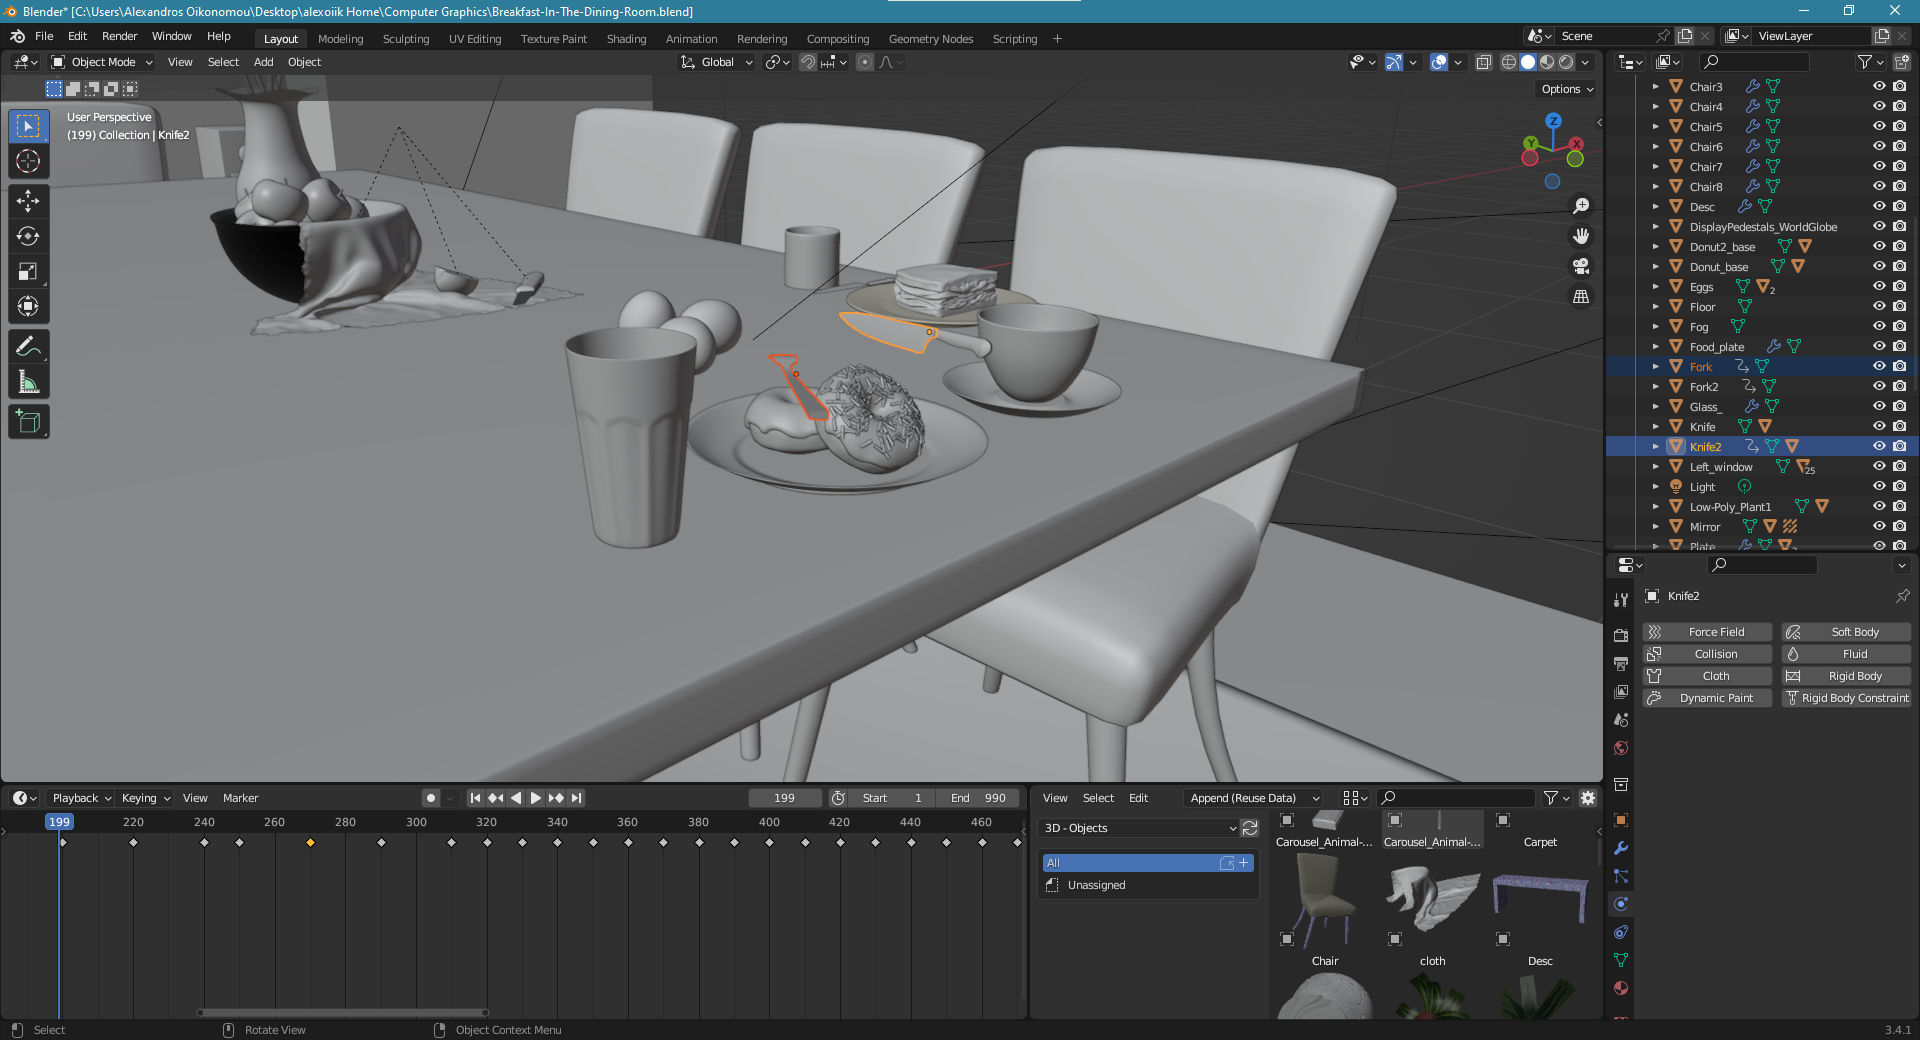 Blender* [C:\Users\Alexandros Oikonomou\Desktop\alexoiik Home\Computer Graphics\Breakfast-In-The-Dining-Room.blend]
File Edit Render Window Help Layout Modeling Sculpting UV Editing Texture Paint Shading Animation Rendering Compositing Geometry Nodes Scripting + Scene ViewLayer
Object Mode View Select Add Object Global
Options
User Perspective
(199) Collection | Knife2
Z
Y
X
Chair3
Chair4
Chair5
Chair6
Chair7
Chair8
Desc
DisplayPedestals_WorldGlobe
Donut2_base
Donut_base
Eggs 2
Floor
Fog
Food_plate
Fork
Fork2
Glass_
Knife
Knife2
Left_window 25
Light
Low-Poly_Plant1
Mirror
Plate
Knife2
Force Field Soft Body
Collision Fluid
Cloth Rigid Body
Dynamic Paint Rigid Body Constraint
Playback Keying View Marker 199 Start 1 End 990
199 220 240 260 280 300 320 340 360 380 400 420 440 460
View Select Edit Append (Reuse Data)
3D - Objects
All
Unassigned
Carousel_Animal-... Carousel_Animal-... Carpet
Chair cloth Desc
Select Rotate View Object Context Menu 3.4.1